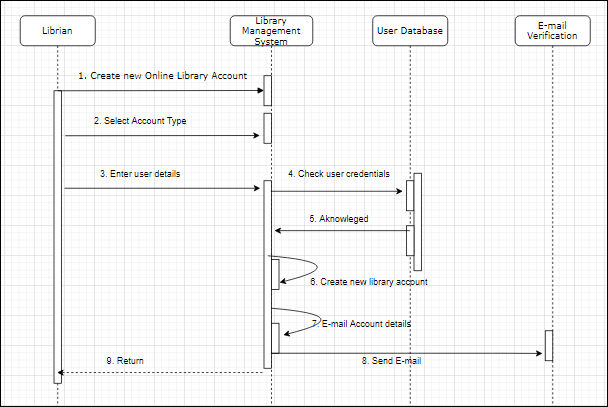 Librian
Library
Management
System
User Database
E-mail
Verification
1. Create new Online Library Account
2. Select Account Type
3. Enter user details
4. Check user credentials
5. Aknowleged
6. Create new library account
7. E-mail Account details
8. Send E-mail
9. Return